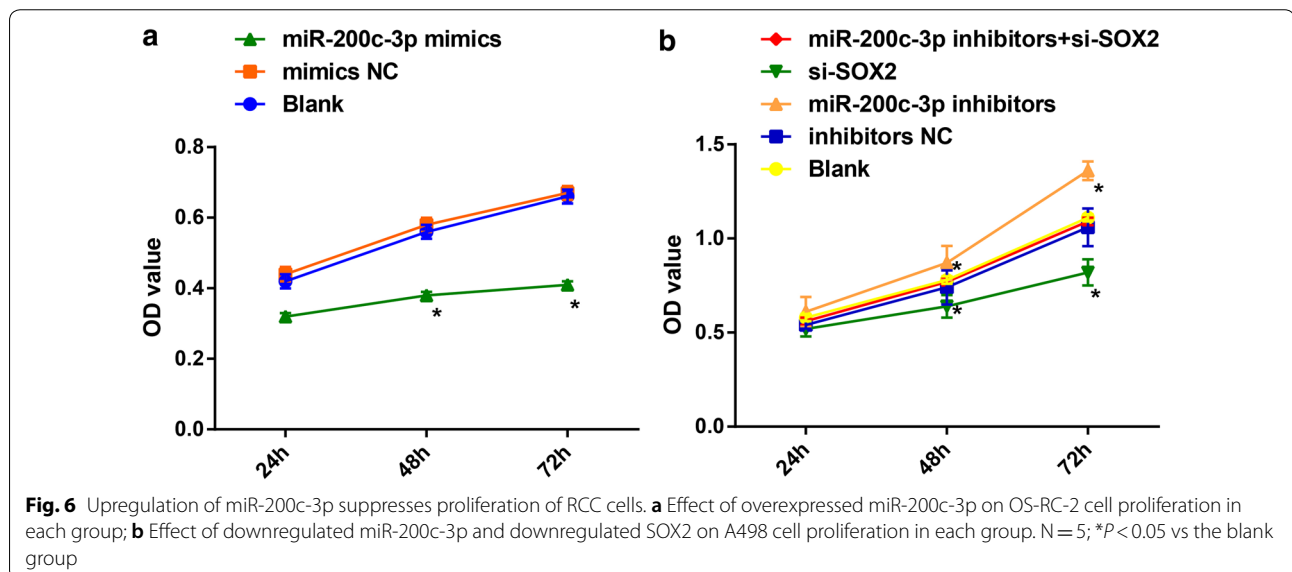 a
miR-200c-3p mimics
mimics NC
Blank
OD value
0.8
0.6
0.4
0.2
0.0
24h
48h
72h
*
*
b
miR-200c-3p inhibitors+si-SOX2
si-SOX2
miR-200c-3p inhibitors
inhibitors NC
Blank
OD value
1.5
1.0
0.5
0.0
24h
48h
72h
*
*
*
*
Fig. 6 Upregulation of miR-200c-3p suppresses proliferation of RCC cells. a Effect of overexpressed miR-200c-3p on OS-RC-2 cell proliferation in
each group; b Effect of downregulated miR-200c-3p and downregulated SOX2 on A498 cell proliferation in each group. N = 5; *P < 0.05 vs the blank
group